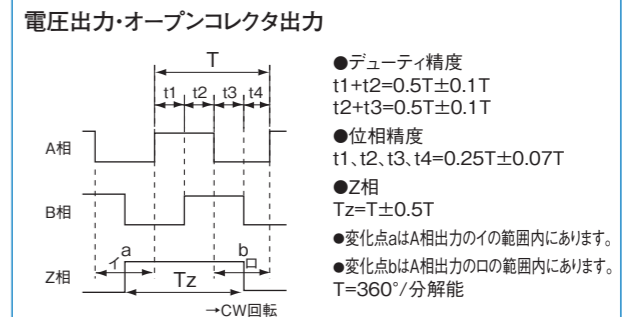 電圧出力・オープンコレクタ出力
T
t1 t2 t3 t4
A相
B相
Z相
a
イ
Tz
b
ロ
→CW回転
●デューティ精度
t1+t2=0.5T±0.1T
t2+t3=0.5T±0.1T
●位相精度
t1、t2、t3、t4=0.25T±0.07T
●Z相
Tz=T±0.5T
●変化点aはA相出力のイの範囲内にあります。
●変化点bはA相出力のロの範囲内にあります。
T=360°/分解能